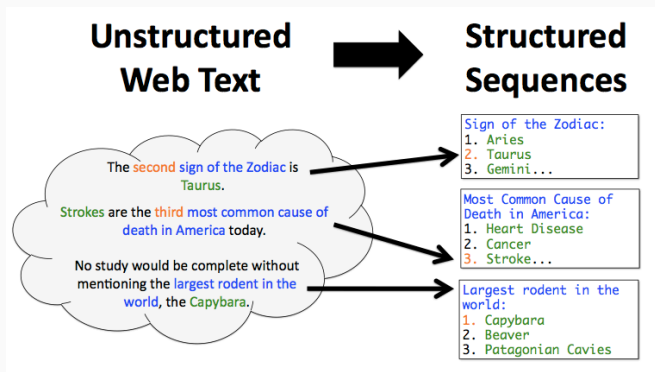 Unstructured
Web Text
Structured
Sequences
The second sign of the Zodiac is
Taurus.
Strokes are the third most common cause of
death in America today.
No study would be complete without
mentioning the largest rodent in the
world, the Capybara.
Sign of the Zodiac:
1. Aries
2. Taurus
3. Gemini...
Most Common Cause of
Death in America:
1. Heart Disease
2. Cancer
3. Stroke...
Largest rodent in the
world:
1. Capybara
2. Beaver
3. Patagonian Cavies